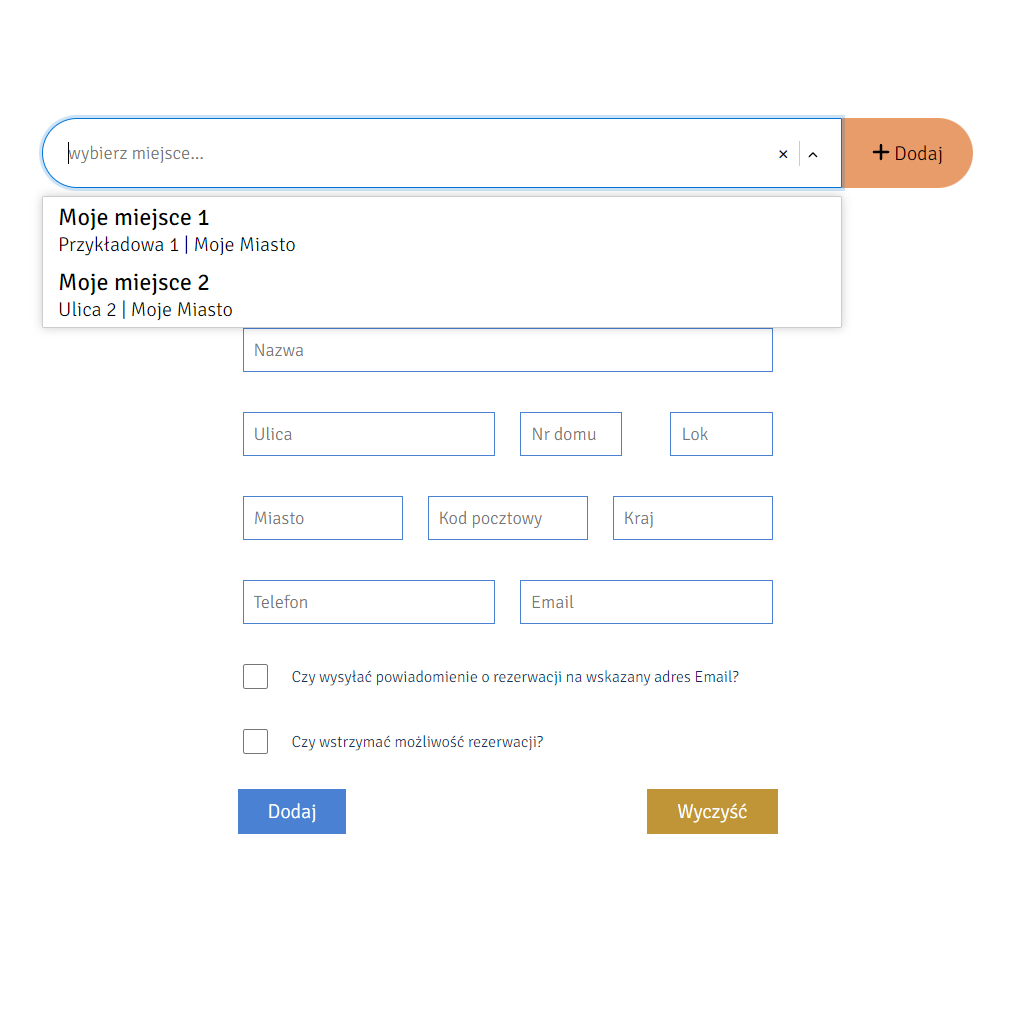 wybierz miejsce...
Dodaj
Moje miejsce 1
Przykładowa 1 | Moje Miasto
Moje miejsce 2
Ulica 2 | Moje Miasto
Nazwa
Ulica Nr domu Lok
Miasto Kod pocztowy Kraj
Telefon Email
Czy wysyłać powiadomienie o rezerwacji na wskazany adres Email?
Czy wstrzymać możliwość rezerwacji?
Dodaj Wyczyść